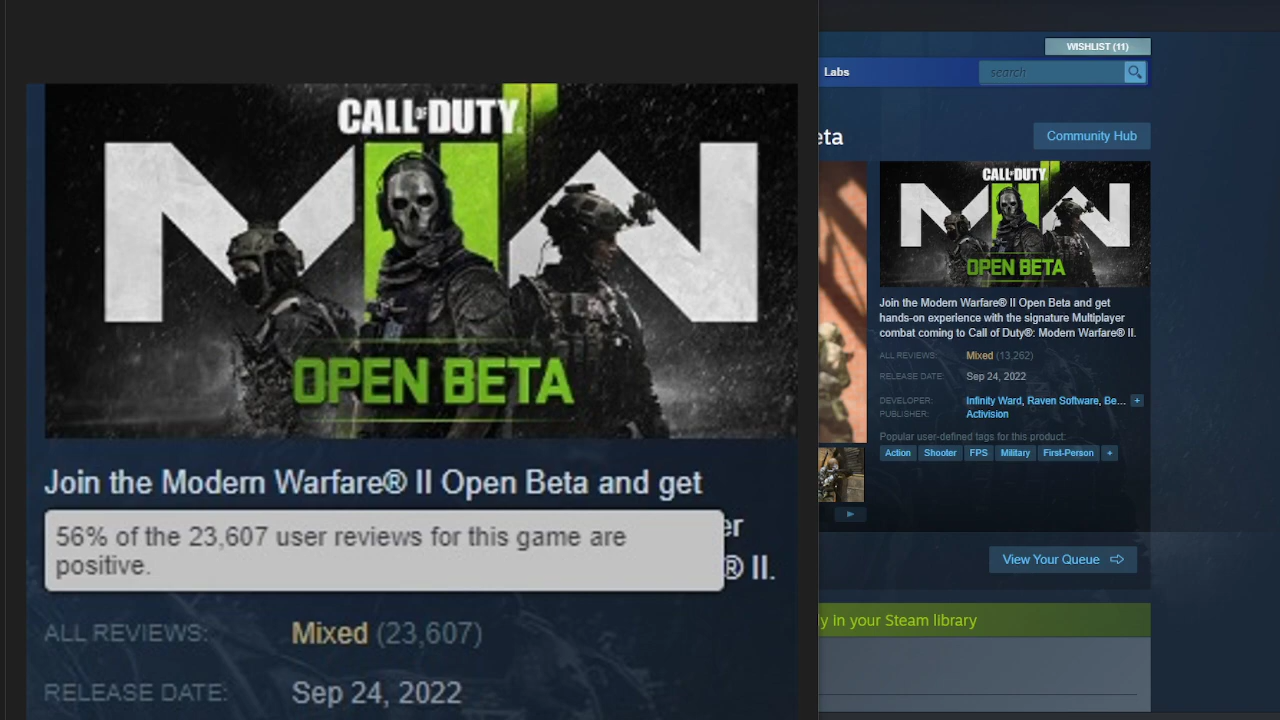 CALL OF DUTY
MW II
OPEN BETA
Join the Modern Warfare® II Open Beta and get
er
56% of the 23,607 user reviews for this game are
positive.
® II.
ALL REVIEWS: Mixed (23,607)
RELEASE DATE: Sep 24, 2022
WISHLIST (11)
Labs
search
eta
Community Hub
CALL OF DUTY
MW II
OPEN BETA
Join the Modern Warfare® II Open Beta and get
hands-on experience with the signature Multiplayer
combat coming to Call of Duty®: Modern Warfare® II.
ALL REVIEWS: Mixed (13,262)
RELEASE DATE: Sep 24, 2022
DEVELOPER: Infinity Ward, Raven Software, Be... +
PUBLISHER: Activision
Popular user-defined tags for this product:
Action Shooter FPS Military First-Person +
View Your Queue
y in your Steam library